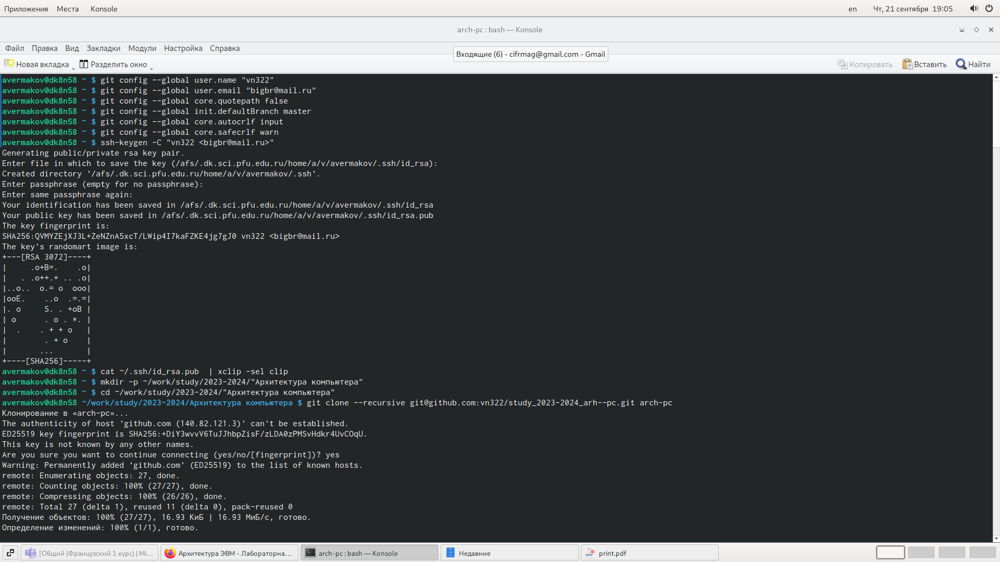 Приложения Места Konsole en Чт, 21 сентября 19:05
arch-pc : bash — Konsole
Файл Правка Вид Закладки Модули Настройка Справка
Входящие (6) - cifrmag@gmail.com - Gmail
Новая вкладка Разделить окно Копировать Вставить Найти
avermakov@dk8n58 ~ $ git config --global user.name "vn322"
avermakov@dk8n58 ~ $ git config --global user.email "bigbr@mail.ru"
avermakov@dk8n58 ~ $ git config --global core.quotepath false
avermakov@dk8n58 ~ $ git config --global init.defaultBranch master
avermakov@dk8n58 ~ $ git config --global core.autocrlf input
avermakov@dk8n58 ~ $ git config --global core.safecrlf warn
avermakov@dk8n58 ~ $ ssh-keygen -C "vn322 <bigbr@mail.ru>"
Generating public/private rsa key pair.
Enter file in which to save the key (/afs/.dk.sci.pfu.edu.ru/home/a/v/avermakov/.ssh/id_rsa):
Created directory '/afs/.dk.sci.pfu.edu.ru/home/a/v/avermakov/.ssh'.
Enter passphrase (empty for no passphrase):
Enter same passphrase again:
Your identification has been saved in /afs/.dk.sci.pfu.edu.ru/home/a/v/avermakov/.ssh/id_rsa
Your public key has been saved in /afs/.dk.sci.pfu.edu.ru/home/a/v/avermakov/.ssh/id_rsa.pub
The key fingerprint is:
SHA256:QVMYZEjXJ3L+ZeNZnA5xcT/LWip4I7kaFZKE4jg7gJ0 vn322 <bigbr@mail.ru>
The key's randomart image is:
+---[RSA 3072]----+
|     .o+B=.    .o|
|   . .o++.+ .. .o|
|..o..  o.= o  ooo|
|ooE.    ..o  .=.=|
|. o     S. . +oB |
| o      . o . *. |
|  .    . + + o   |
|        . + o    |
|       ...       |
+----[SHA256]-----+
avermakov@dk8n58 ~ $ cat ~/.ssh/id_rsa.pub  | xclip -sel clip
avermakov@dk8n58 ~ $ mkdir -p ~/work/study/2023-2024/"Архитектура компьютера"
avermakov@dk8n58 ~ $ cd ~/work/study/2023-2024/"Архитектура компьютера"
avermakov@dk8n58 ~/work/study/2023-2024/Архитектура компьютера $ git clone --recursive git@github.com:vn322/study_2023-2024_arh--pc.git arch-pc
Клонирование в «arch-pc»...
The authenticity of host 'github.com (140.82.121.3)' can't be established.
ED25519 key fingerprint is SHA256:+DiY3wvvV6TuJJhbpZisF/zLDA0zPMSvHdkr4UvCOqU.
This key is not known by any other names.
Are you sure you want to continue connecting (yes/no/[fingerprint])? yes
Warning: Permanently added 'github.com' (ED25519) to the list of known hosts.
remote: Enumerating objects: 27, done.
remote: Counting objects: 100% (27/27), done.
remote: Compressing objects: 100% (26/26), done.
remote: Total 27 (delta 1), reused 11 (delta 0), pack-reused 0
Получение объектов: 100% (27/27), 16.93 КиБ | 16.93 МиБ/с, готово.
Определение изменений: 100% (1/1), готово.
[Общий (Французский 1 курс) | Mi... Архитектура ЭВМ - Лабораторна... arch-pc : bash — Konsole Недавние print.pdf